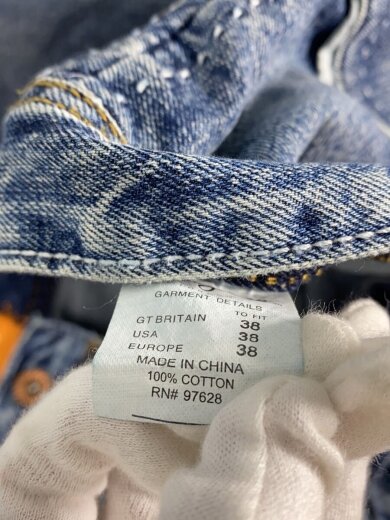 GARMENT DETAILS
TO FIT
GT BRITAIN 38
USA 38
EUROPE 38
MADE IN CHINA
100% COTTON
RN# 97628